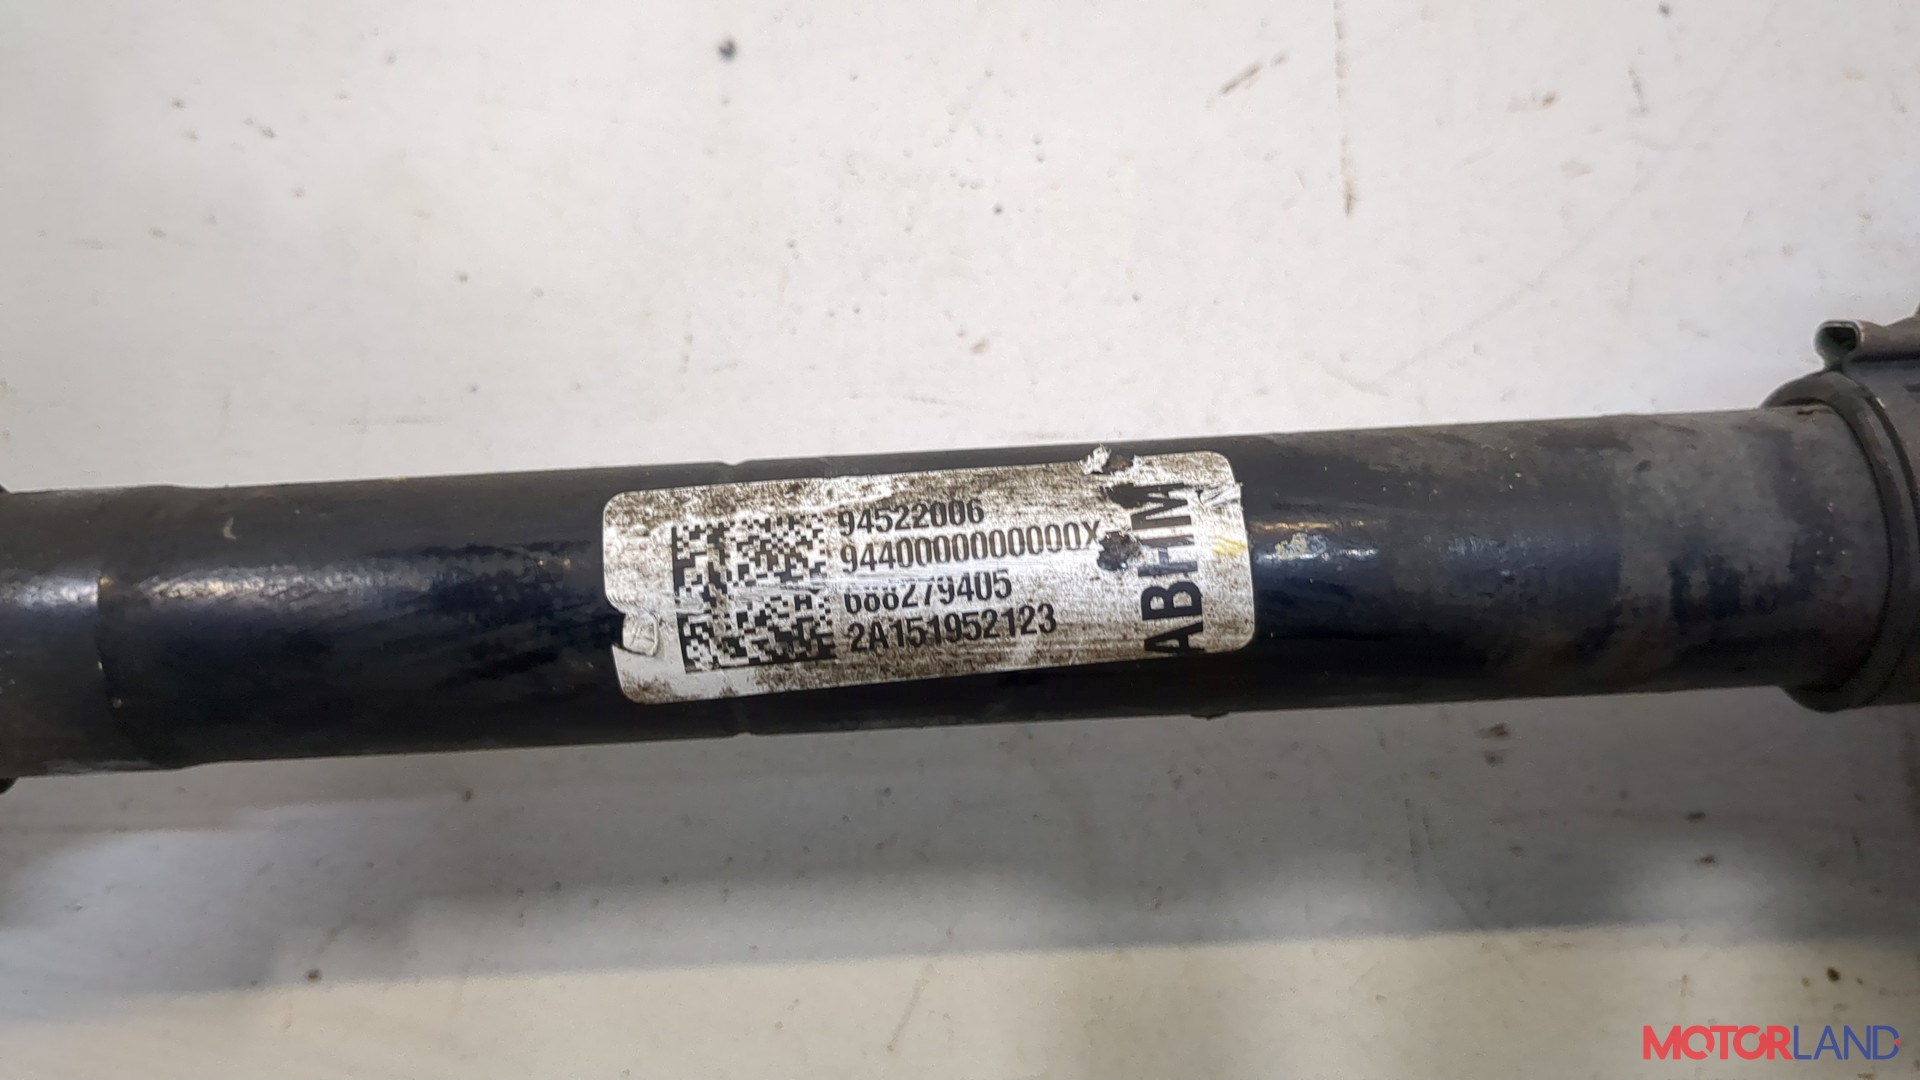 94522006
9440000000000X
688279405
2A151952123
ABHM
MOTORLAND